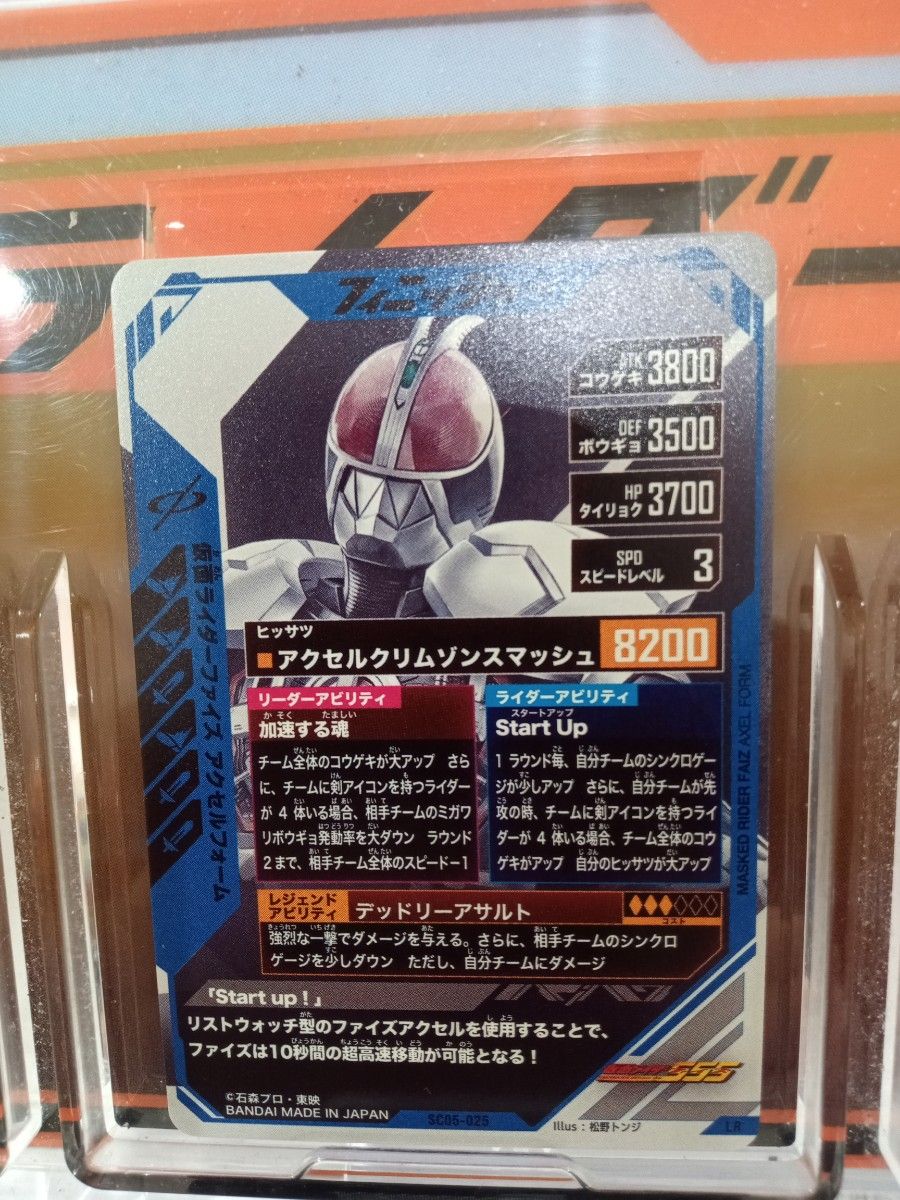 ATK
コウゲキ 3800
DEF
ボウギョ 3500
HP
タイリョク 3700
SPD
スピードレベル 3
仮面ライダーファイズ アクセルフォーム
MASKED RIDER FAIZ AXEL FORM
ヒッサツ
アクセルクリムゾンスマッシュ 8200
リーダーアビリティ
加速する魂
チーム全体のコウゲキが大アップ さら
に、チームに剣アイコンを持つライダー
が 4 体いる場合、相手チームのミガワ
リボウギョ発動率を大ダウン ラウンド
2まで、相手チーム全体のスピード−1
ライダーアビリティ
スタートアップ
Start Up
1 ラウンド毎、自分チームのシンクロゲー
ジが少しアップ さらに、自分チームが先
攻の時、チームに剣アイコンを持つライ
ダーが 4 体いる場合、チーム全体のコウ
ゲキがアップ 自分のヒッサツが大アップ
レジェンド
アビリティ
デッドリーアサルト
コスト
強烈な一撃でダメージを与える。さらに、相手チームのシンクロ
ゲージを少しダウン ただし、自分チームにダメージ
「Start up！」
リストウォッチ型のファイズアクセルを使用することで、
ファイズは10秒間の超高速移動が可能となる！
555
©石森プロ・東映
BANDAI MADE IN JAPAN
SC05-025
Illus：松野トンジ
LR